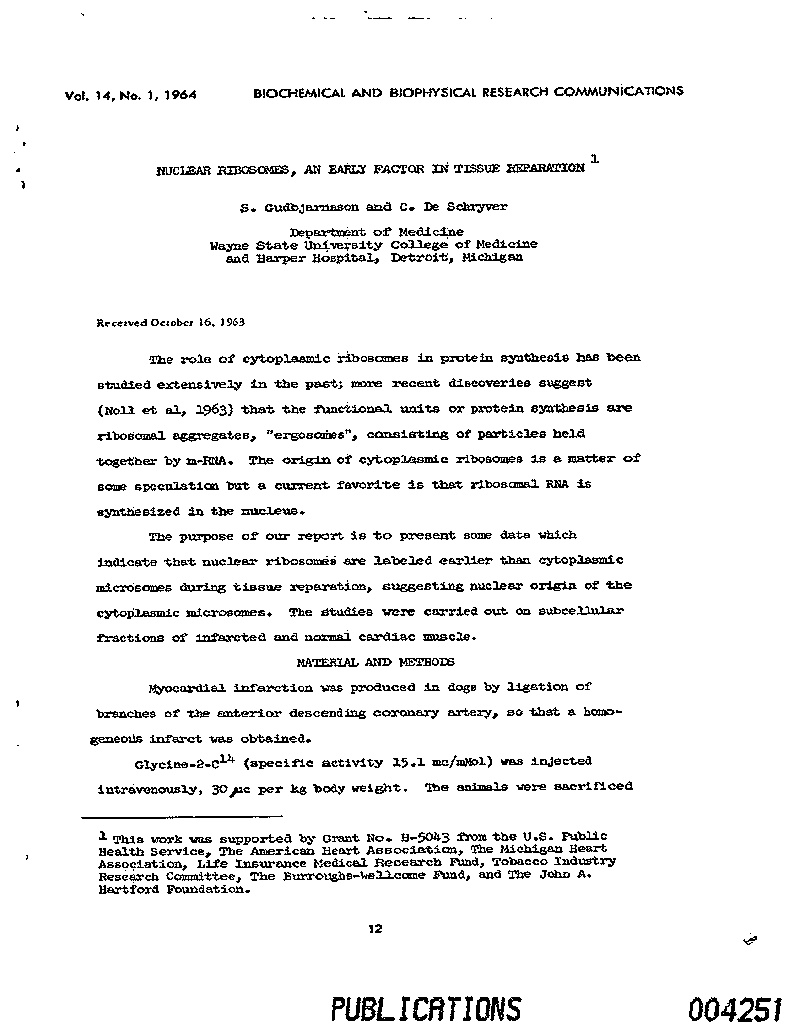 Vol. 14, No. 1, 1964 BIOCHEMICAL AND BIOPHYSICAL RESEARCH COMMUNICATIONS
NUCLEAR RIBOSOMES, AN EARLY FACTOR IN TISSUE REPARATION 1
S. Gudbjarnason and C. De Schryver
Department of Medicine
Wayne State University College of Medicine
and Harper Hospital, Detroit, Michigan
Received October 16, 1963
The role of cytoplasmic ribosomes in protein synthesis has been
studied extensively in the past; more recent discoveries suggest
(Noll et al, 1963) that the functional units or protein synthesis are
ribosomal aggregates, "ergosomes", consisting of particles held
together by m-RNA. The origin of cytoplasmic ribosomes is a matter of
some speculation but a current favorite is that ribosomal RNA is
synthesized in the nucleus.
The purpose of our report is to present some data which
indicate that nuclear ribosomes are labeled earlier than cytoplasmic
microsomes during tissue reparation, suggesting nuclear origin of the
cytoplasmic microsomes. The studies were carried out on subcellular
fractions of infarcted and normal cardiac muscle.
MATERIAL AND METHODS
Myocardial infarction was produced in dogs by ligation of
branches of the anterior descending coronary artery, so that a homo-
geneous infarct was obtained.
Glycine-2-C14 (specific activity 15.1 mc/mMol) was injected
intravenously, 30 μc per kg body weight. The animals were sacrificed
1 This work was supported by Grant No. H-5043 from the U.S. Public
Health Service, The American Heart Association, The Michigan Heart
Association, Life Insurance Medical Research Fund, Tobacco Industry
Research Committee, The Burroughs-Wellcome Fund, and The John A.
Hartford Foundation.
12
PUBLICATIONS 004251